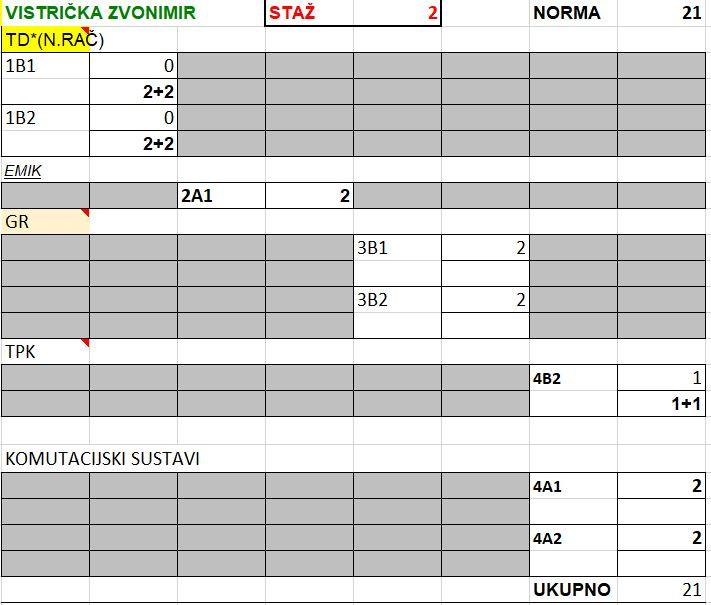 VISTRIČKA ZVONIMIR STAŽ 2 NORMA 21
TD*(N.RAČ)
1B1 0
2+2
1B2 0
2+2
EMIK
2A1 2
GR
3B1 2
3B2 2
TPK
4B2 1
1+1
KOMUTACIJSKI SUSTAVI
4A1 2
4A2 2
UKUPNO 21